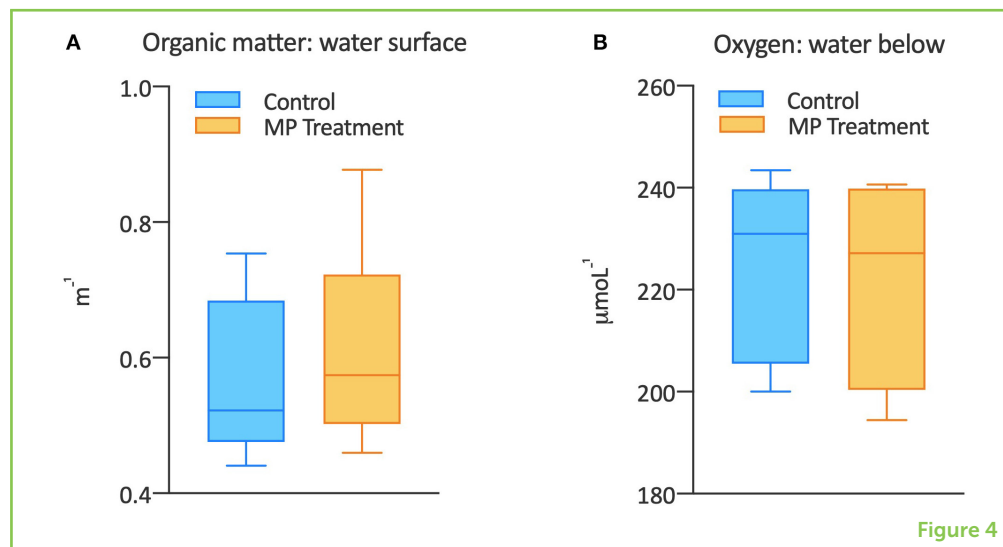 A
Organic matter: water surface
1.0
0.8
0.6
0.4
m⁻¹
Control
MP Treatment
B
Oxygen: water below
260
240
220
200
180
μmoL⁻¹
Control
MP Treatment
Figure 4